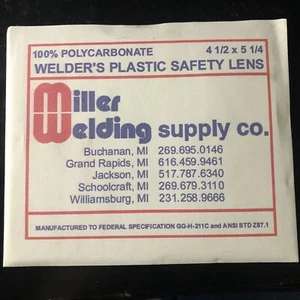 100% POLYCARBONATE 4 1/2 x 5 1/4
WELDER'S PLASTIC SAFETY LENS
Miller
Welding supply co.
Buchanan, MI 269.695.0146
Grand Rapids, MI 616.459.9461
Jackson, MI 517.787.6340
Schoolcraft, MI 269.679.3110
Williamsburg, MI 231.258.9666
MANUFACTURED TO FEDERAL SPECIFICATION GG-H-211C and ANSI STD Z87.1